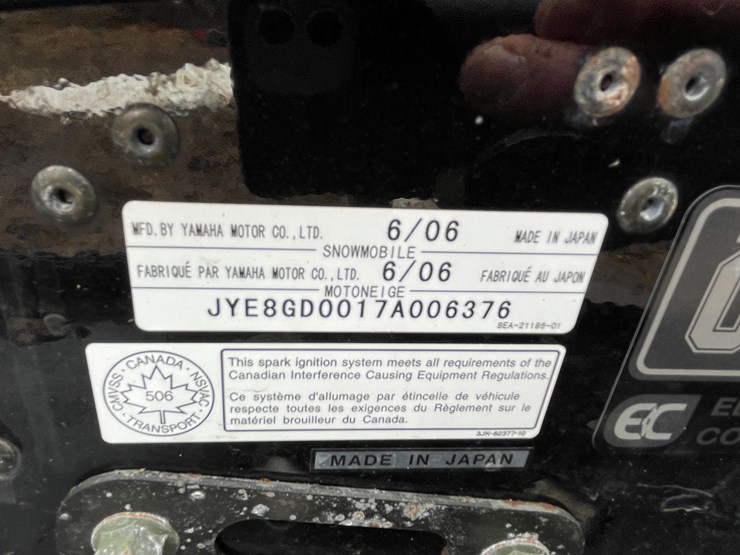 MFD. BY YAMAHA MOTOR CO., LTD. 6/06 MADE IN JAPAN
SNOWMOBILE
FABRIQUÉ PAR YAMAHA MOTOR CO., LTD. 6/06 FABRIQUÉ AU JAPON
MOTONEIGE
JYE8GD0017A006376
8EA-21186-01
CANADA
CMVSS 506 NSVAC
TRANSPORT
This spark ignition system meets all requirements of the
Canadian Interference Causing Equipment Regulations.
Ce système d'allumage par étincelle de véhicule
respecte toutes les exigences du Règlement sur le
matériel brouilleur du Canada.
3JK-82377-10
MADE IN JAPAN
EC
CO